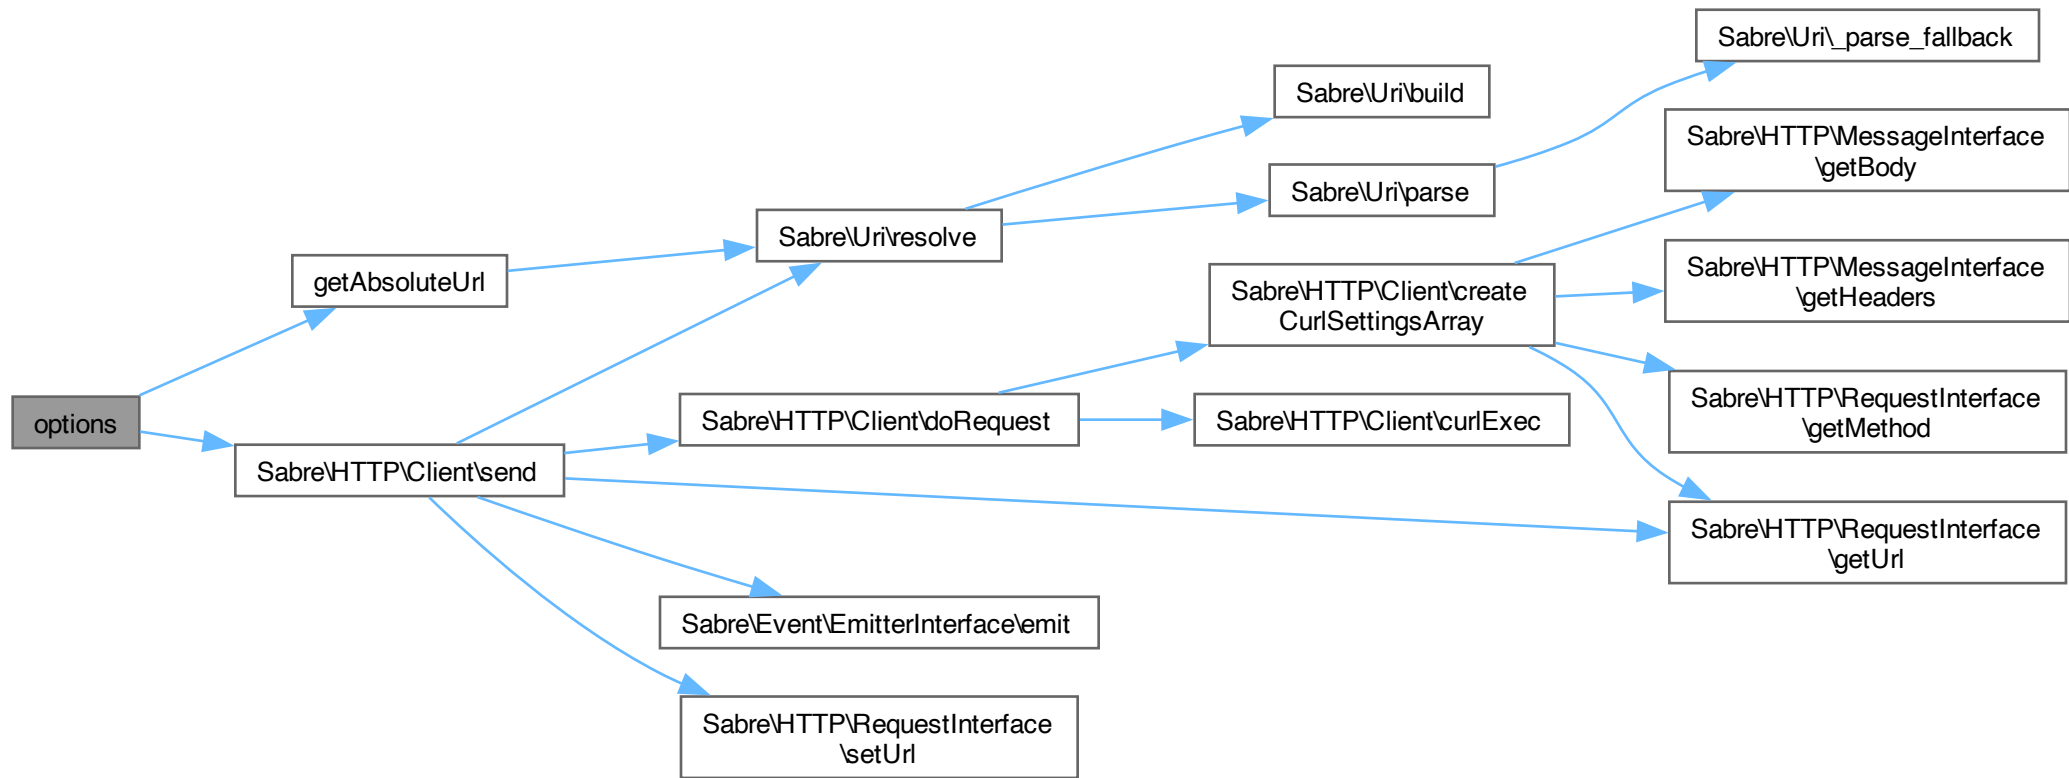 options
getAbsoluteUrl
Sabre\HTTP\Client\send
Sabre\Uri\resolve
Sabre\HTTP\Client\doRequest
Sabre\Event\EmitterInterface\emit
Sabre\HTTP\RequestInterface
\setUrl
Sabre\Uri\build
Sabre\Uri\parse
Sabre\HTTP\Client\create
CurlSettingsArray
Sabre\HTTP\Client\curlExec
Sabre\Uri\_parse_fallback
Sabre\HTTP\MessageInterface
\getBody
Sabre\HTTP\MessageInterface
\getHeaders
Sabre\HTTP\RequestInterface
\getMethod
Sabre\HTTP\RequestInterface
\getUrl